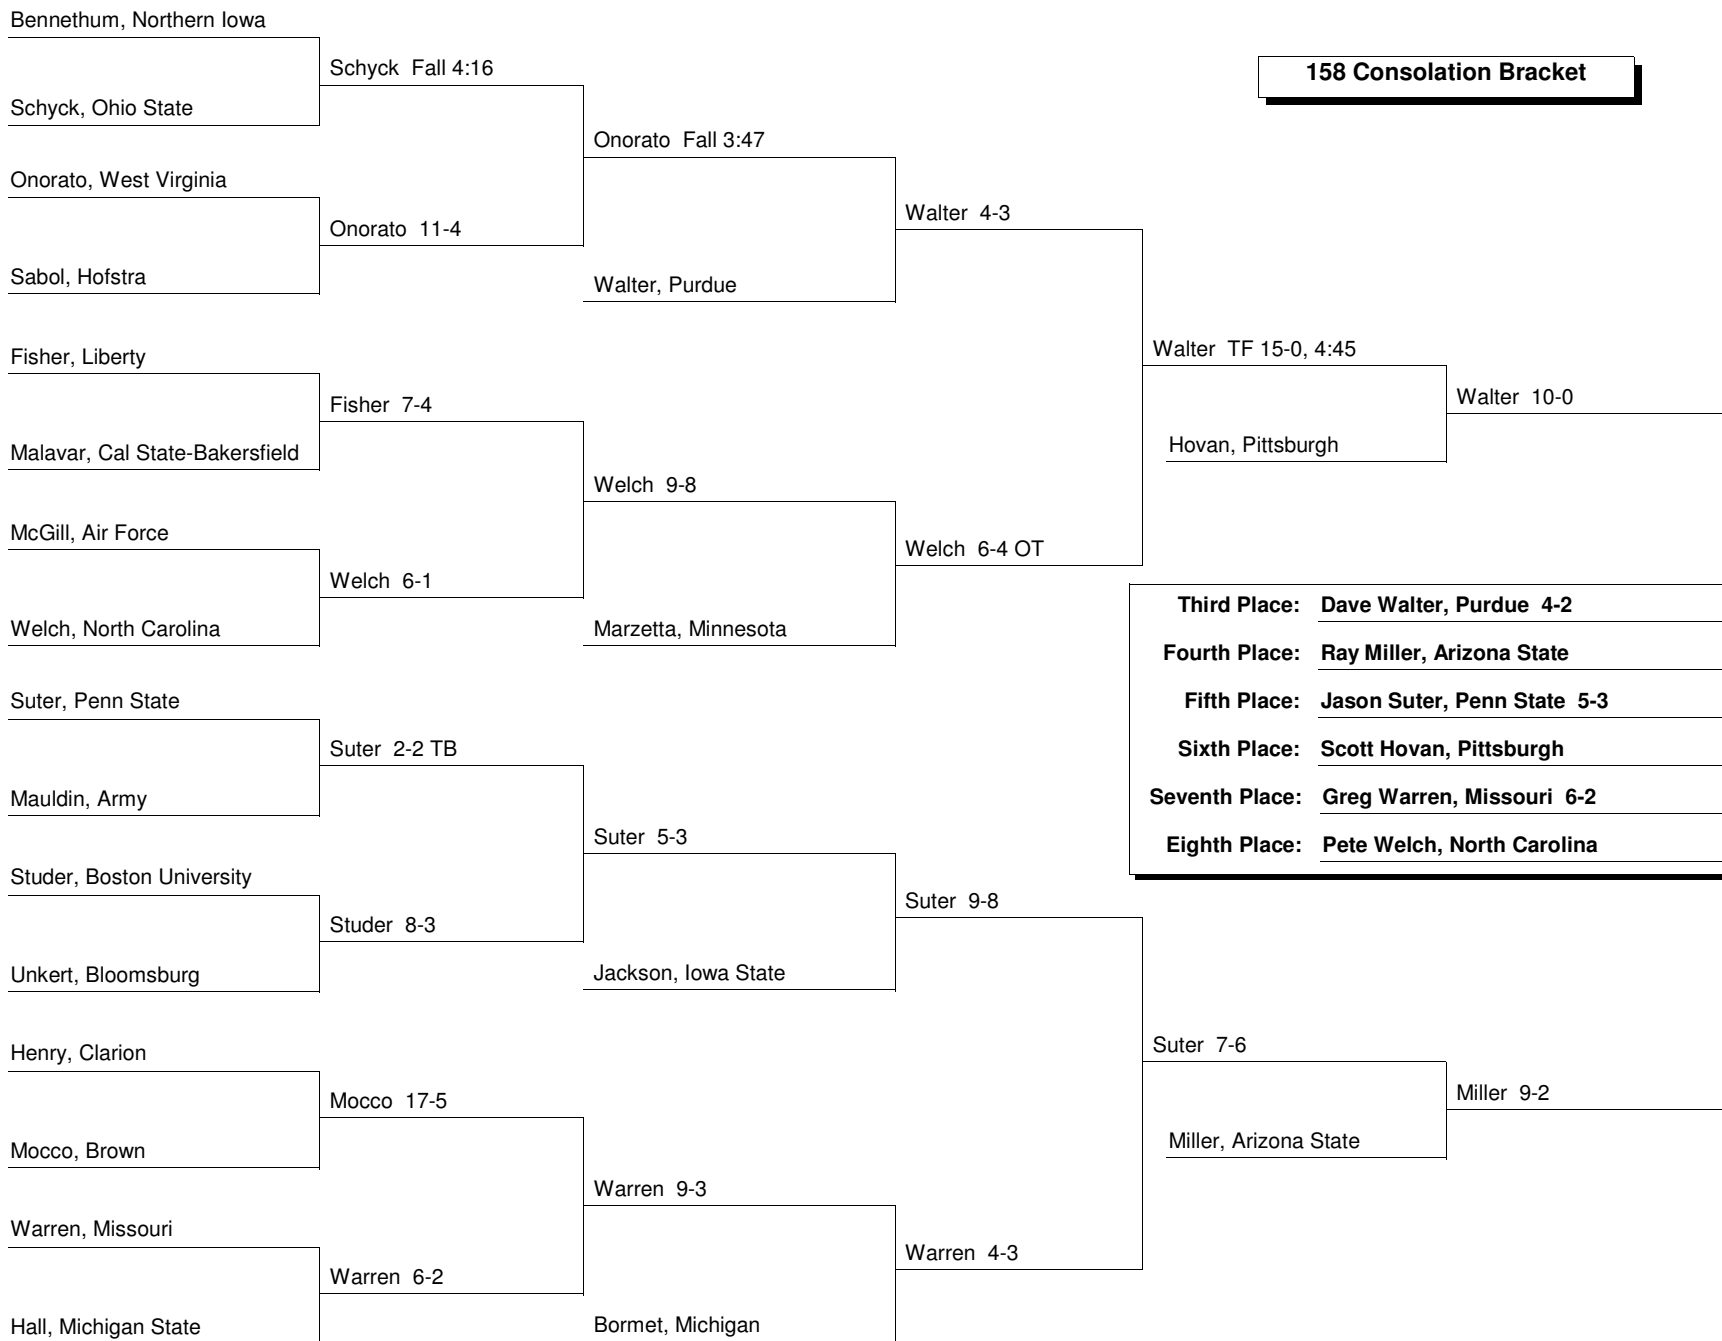 Bennethum, Northern Iowa
Schyck Fall 4:16
158 Consolation Bracket
Schyck, Ohio State
Onorato Fall 3:47
Onorato, West Virginia
Walter 4-3
Onorato 11-4
Sabol, Hofstra
Walter, Purdue
Walter TF 15-0, 4:45
Fisher, Liberty
Fisher 7-4
Walter 10-0
Malavar, Cal State-Bakersfield
Hovan, Pittsburgh
Welch 9-8
McGill, Air Force
Welch 6-4 OT
Welch 6-1
Welch, North Carolina
Marzetta, Minnesota
Third Place: Dave Walter, Purdue 4-2
Fourth Place: Ray Miller, Arizona State
Fifth Place: Jason Suter, Penn State 5-3
Sixth Place: Scott Hovan, Pittsburgh
Seventh Place: Greg Warren, Missouri 6-2
Eighth Place: Pete Welch, North Carolina
Suter, Penn State
Suter 2-2 TB
Mauldin, Army
Suter 5-3
Studer, Boston University
Suter 9-8
Studer 8-3
Unkert, Bloomsburg
Jackson, Iowa State
Suter 7-6
Henry, Clarion
Mocco 17-5
Miller 9-2
Mocco, Brown
Miller, Arizona State
Warren 9-3
Warren, Missouri
Warren 4-3
Warren 6-2
Hall, Michigan State
Bormet, Michigan